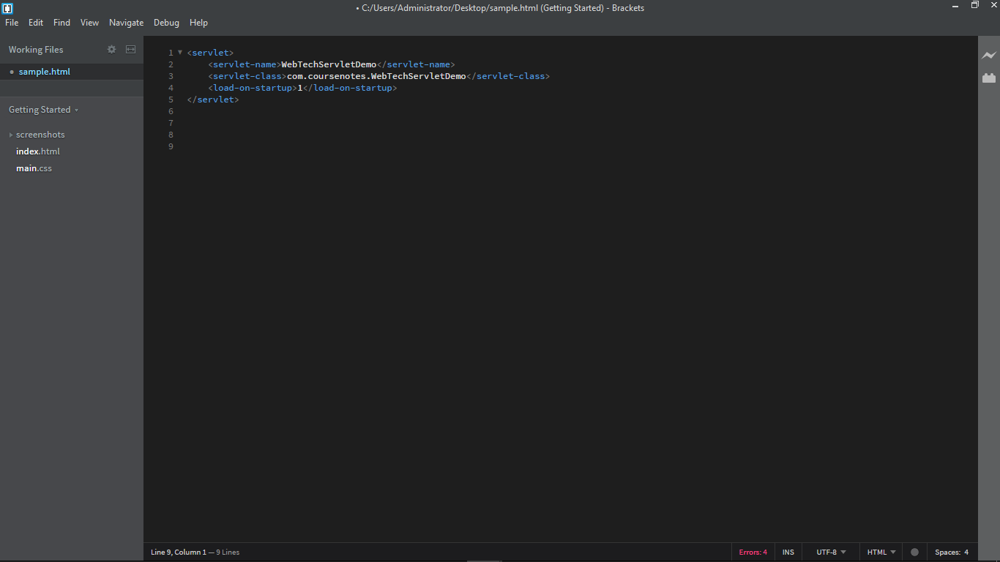 • C:/Users/Administrator/Desktop/sample.html (Getting Started) - Brackets
File Edit Find View Navigate Debug Help
Working Files
• sample.html
Getting Started
screenshots
index.html
main.css
1 <servlet>
2 <servlet-name>WebTechServletDemo</servlet-name>
3 <servlet-class>com.coursenotes.WebTechServletDemo</servlet-class>
4 <load-on-startup>1</load-on-startup>
5 </servlet>
6
7
8
9
Line 9, Column 1 — 9 Lines Errors: 4 INS UTF-8 HTML Spaces: 4